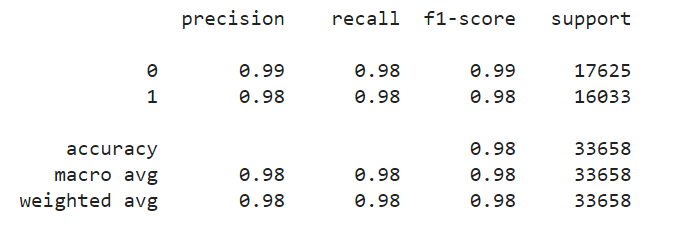 precision recall f1-score support
0 0.99 0.98 0.99 17625
1 0.98 0.98 0.98 16033
accuracy 0.98 33658
macro avg 0.98 0.98 0.98 33658
weighted avg 0.98 0.98 0.98 33658